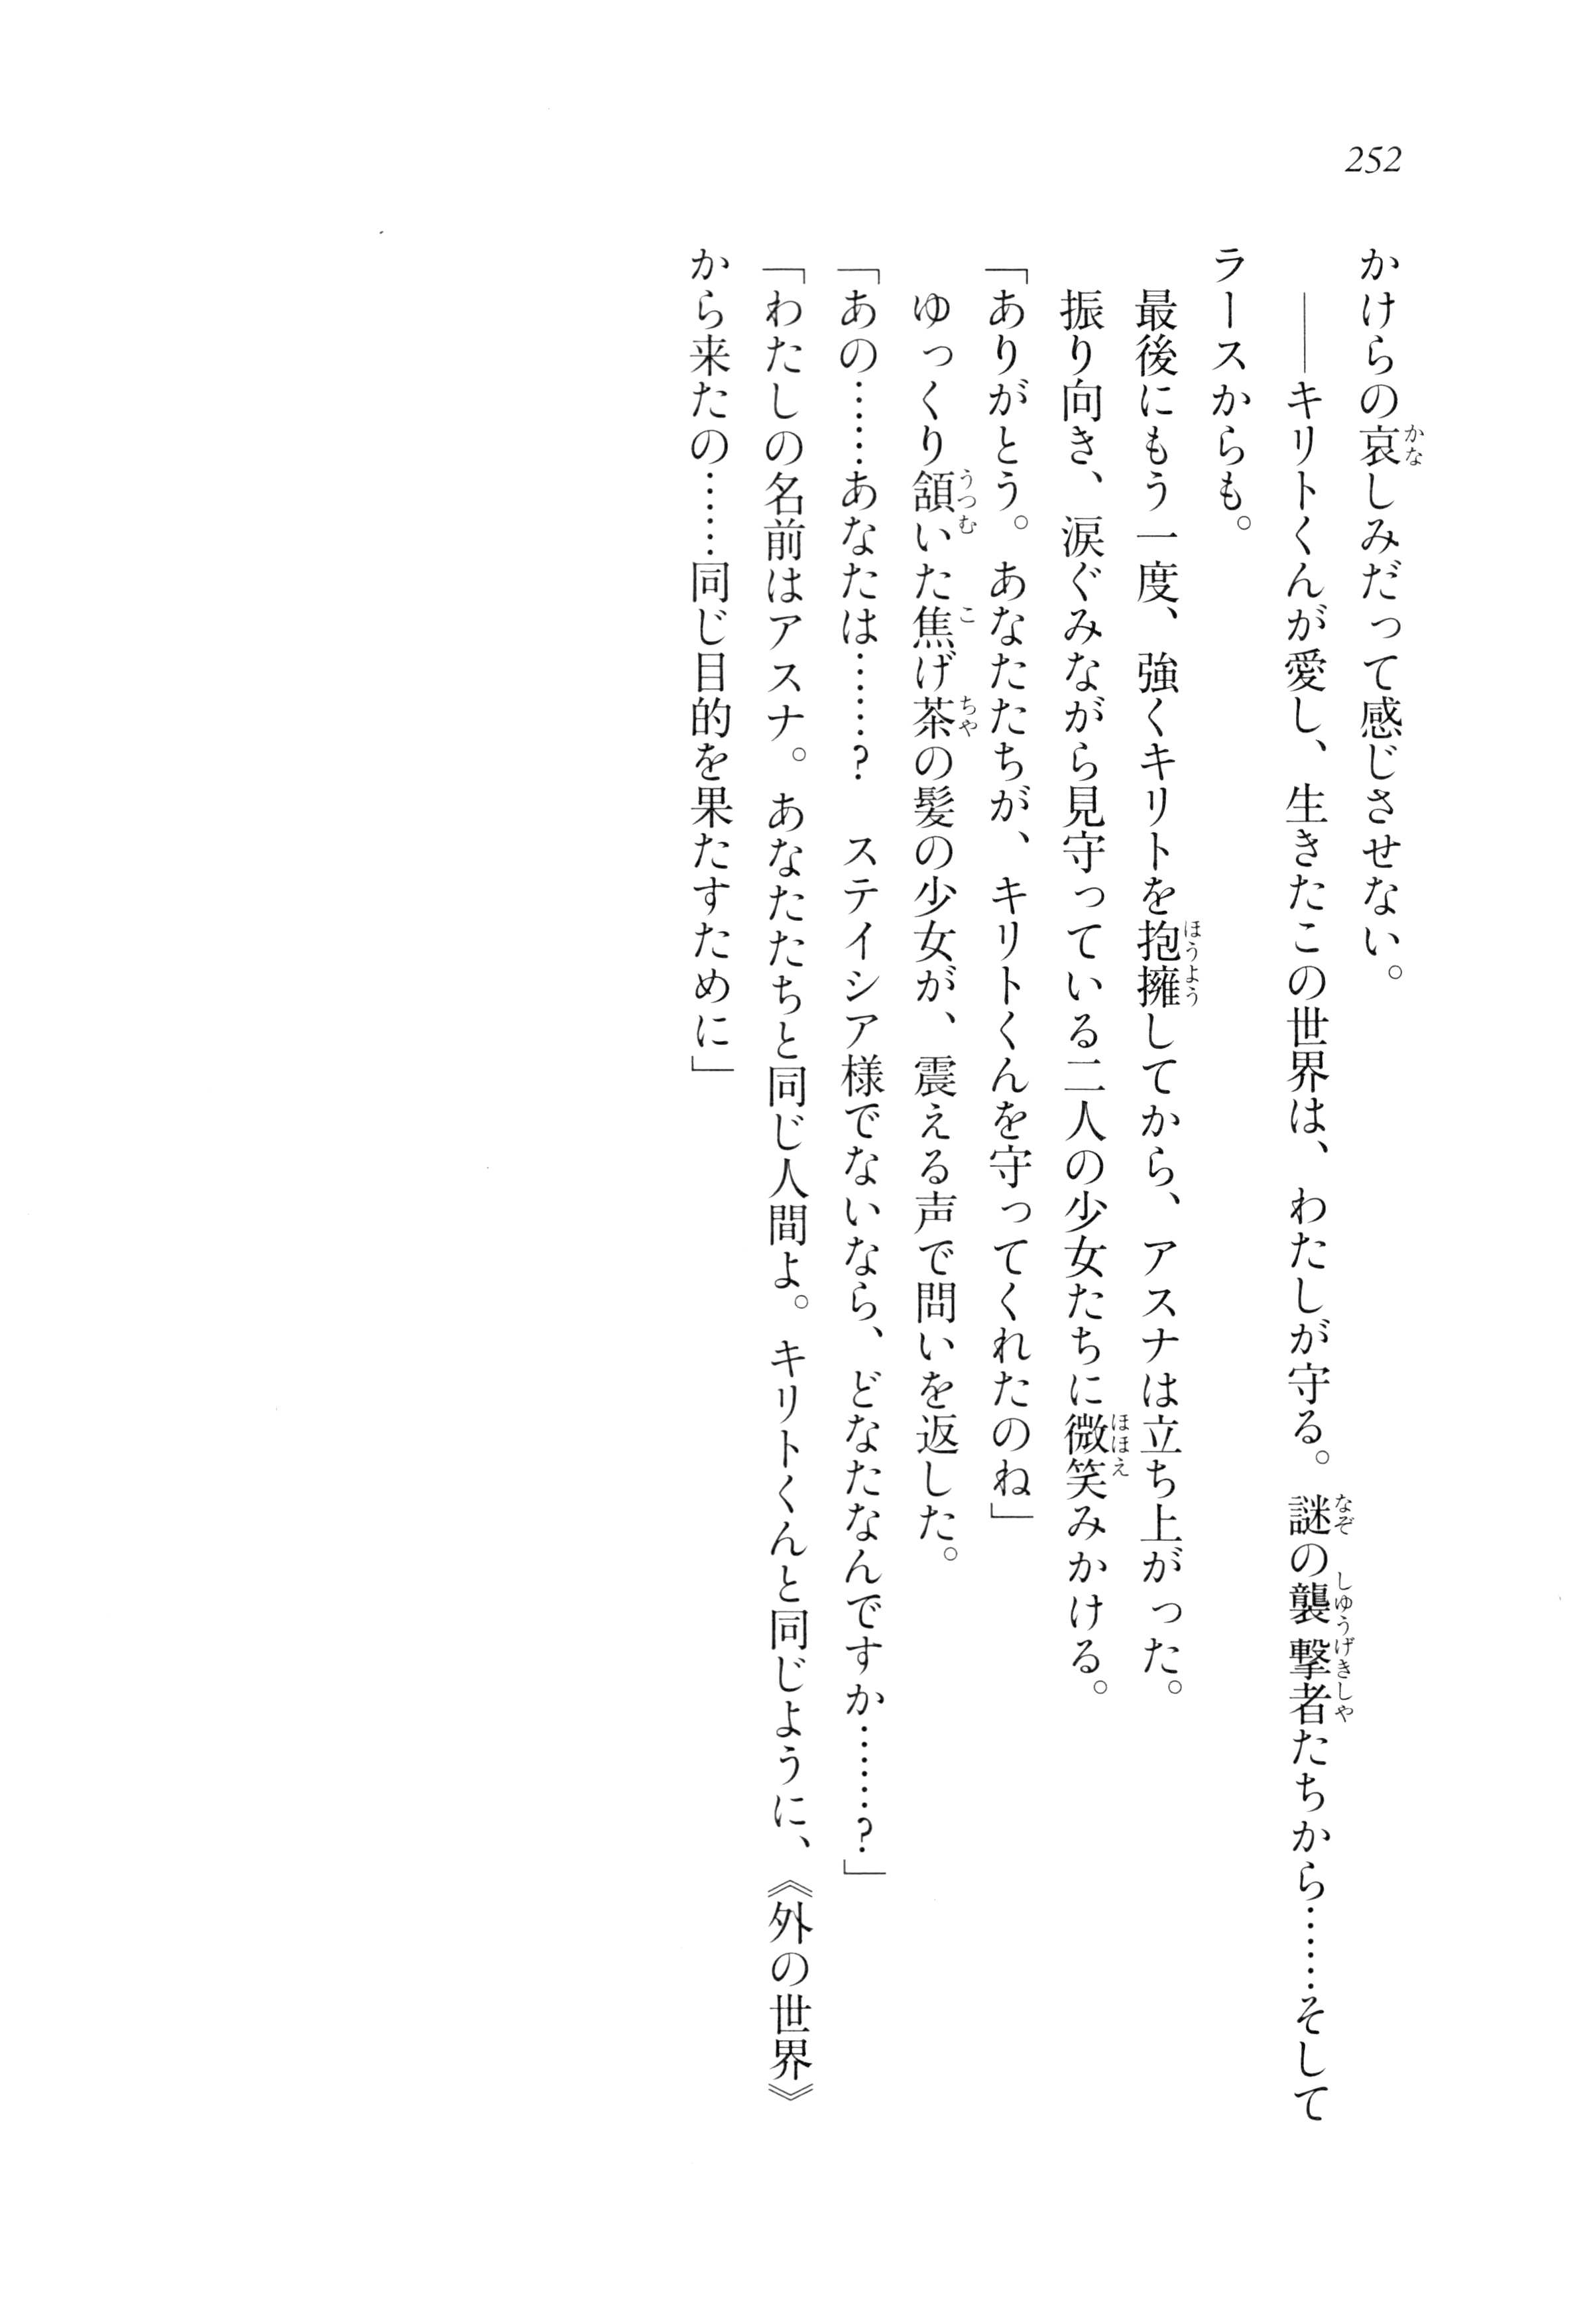 252
かけらの哀しみだって感じさせない。
――キリトくんが愛し、生きたこの世界は、わたしが守る。謎の襲撃者たちから……そして
ラースからも。
最後にもう一度、強くキリトを抱擁してから、アスナは立ち上がった。
振り向き、涙ぐみながら見守っている二人の少女たちに微笑みかける。
「ありがとう。あなたたちが、キリトくんを守ってくれたのね」
ゆっくり頷いた焦げ茶の髪の少女が、震える声で問いを返した。
「あの……あなたは……?　ステイシア様でないなら、どなたなんですか……?」
「わたしの名前はアスナ。あなたたちと同じ人間よ。キリトくんと同じように、《外の世界》
から来たの……同じ目的を果たすために」